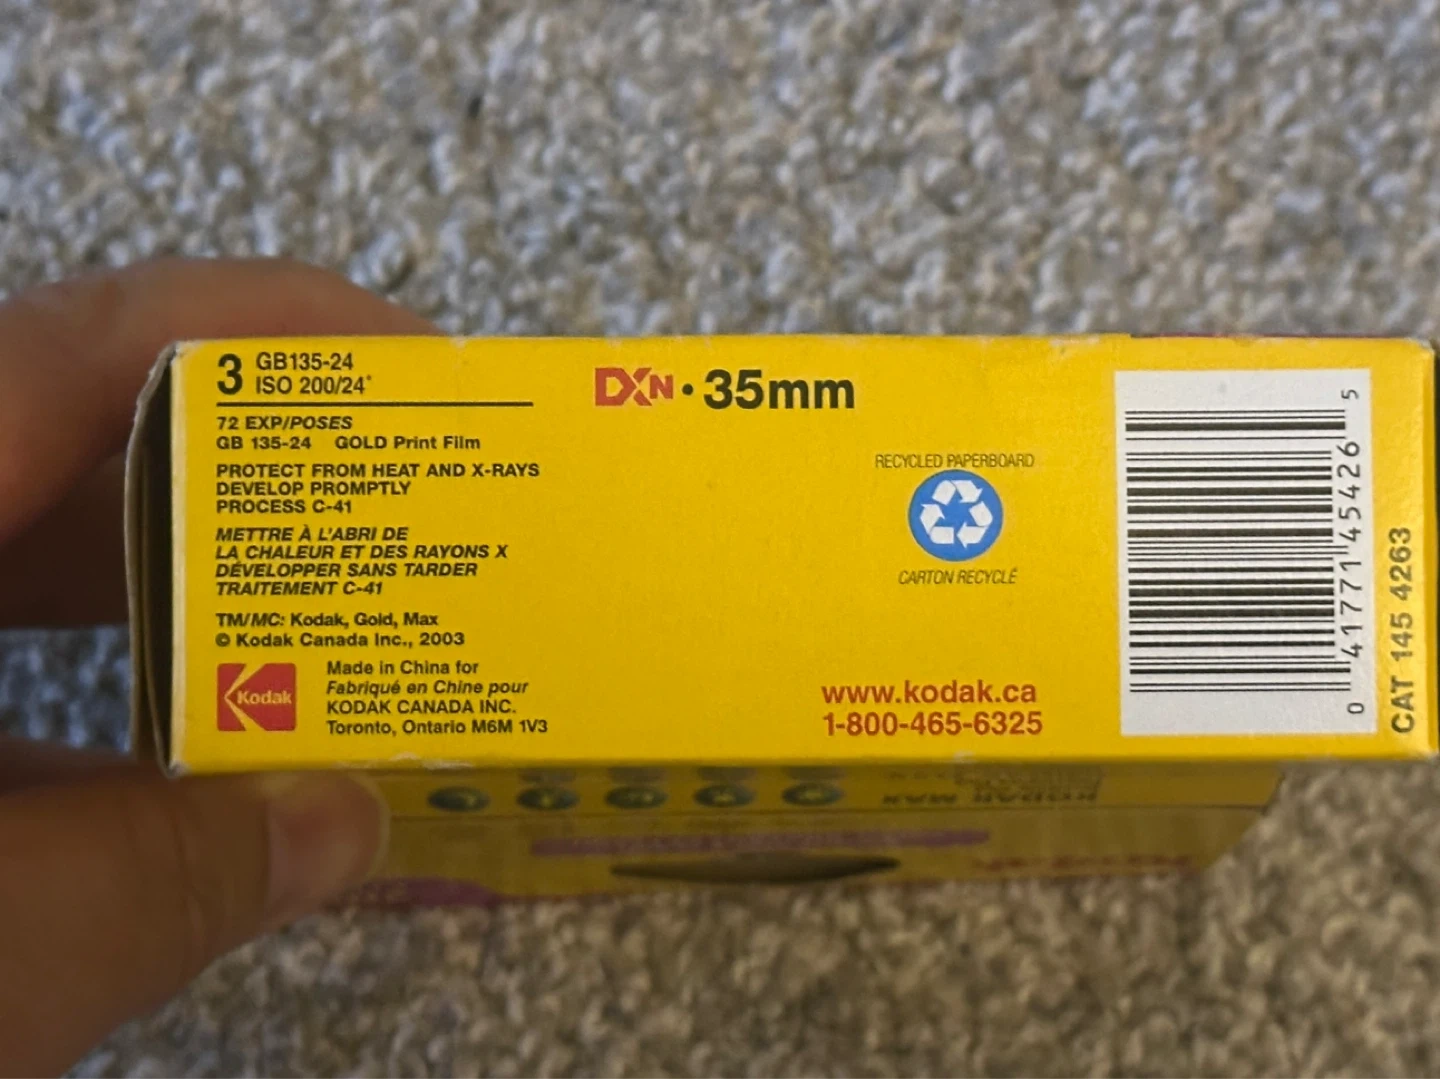 3 GB135-24
ISO 200/24°
72 EXP/POSES
GB 135-24 GOLD Print Film
PROTECT FROM HEAT AND X-RAYS
DEVELOP PROMPTLY
PROCESS C-41
METTRE À L'ABRI DE
LA CHALEUR ET DES RAYONS X
DÉVELOPPER SANS TARDER
TRAITEMENT C-41
TM/MC: Kodak, Gold, Max
© Kodak Canada Inc., 2003
Kodak
Made in China for
Fabriqué en Chine pour
KODAK CANADA INC.
Toronto, Ontario M6M 1V3
DXN • 35mm
RECYCLED PAPERBOARD
CARTON RECYCLÉ
www.kodak.ca
1-800-465-6325
0 41771 45426 5
CAT 145 4263
KODAK MAX